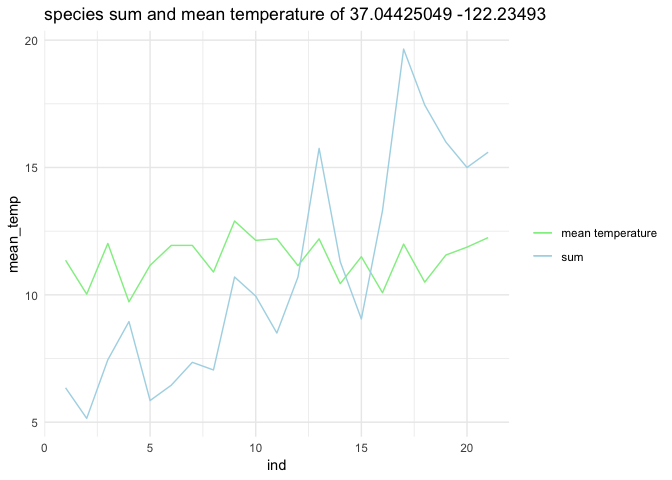 species sum and mean temperature of 37.04425049 -122.23493
20
15
10
5
mean_temp
0
5
10
15
20
ind
mean temperature
sum